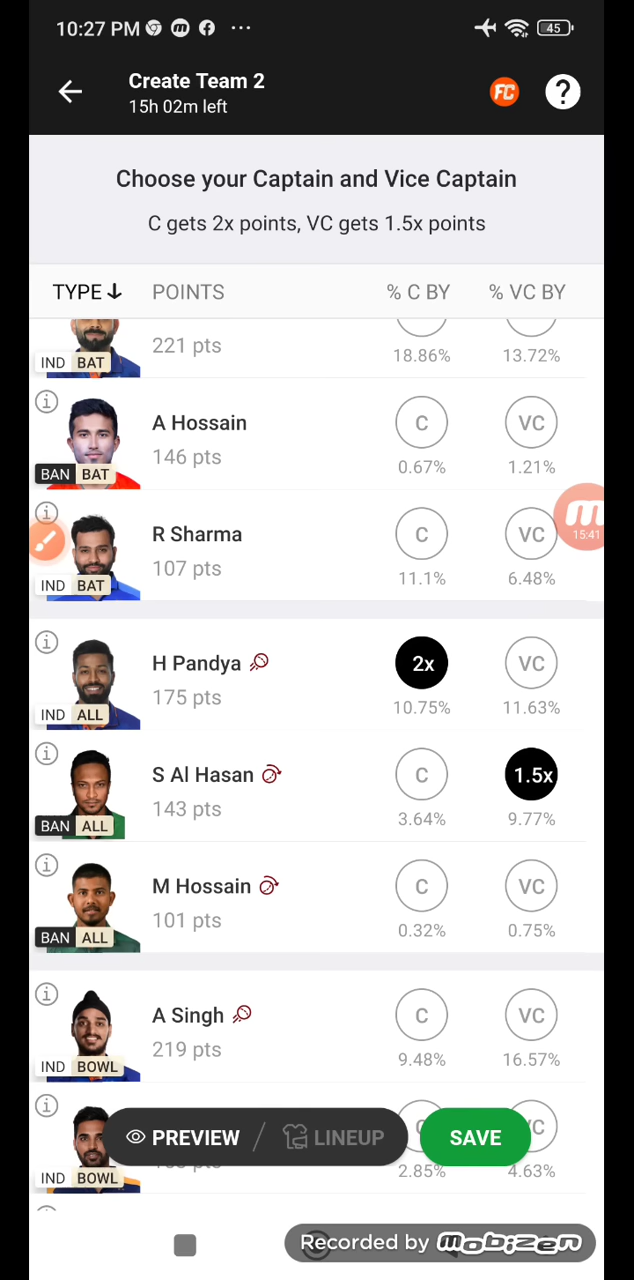 10:27 PM ... 45
Create Team 2
15h 02m left
FC ?
Choose your Captain and Vice Captain
C gets 2x points, VC gets 1.5x points
TYPE POINTS % C BY % VC BY
221 pts
IND BAT 18.86% 13.72%
A Hossain C VC
146 pts
BAN BAT 0.67% 1.21%
m
15:41
R Sharma C VC
107 pts
IND BAT 11.1% 6.48%
H Pandya 2x VC
175 pts
IND ALL 10.75% 11.63%
S Al Hasan C 1.5x
143 pts
BAN ALL 3.64% 9.77%
M Hossain C VC
101 pts
BAN ALL 0.32% 0.75%
A Singh C VC
219 pts
IND BOWL 9.48% 16.57%
PREVIEW / LINEUP SAVE
IND BOWL 2.85% 4.63%
Recorded by mobizen